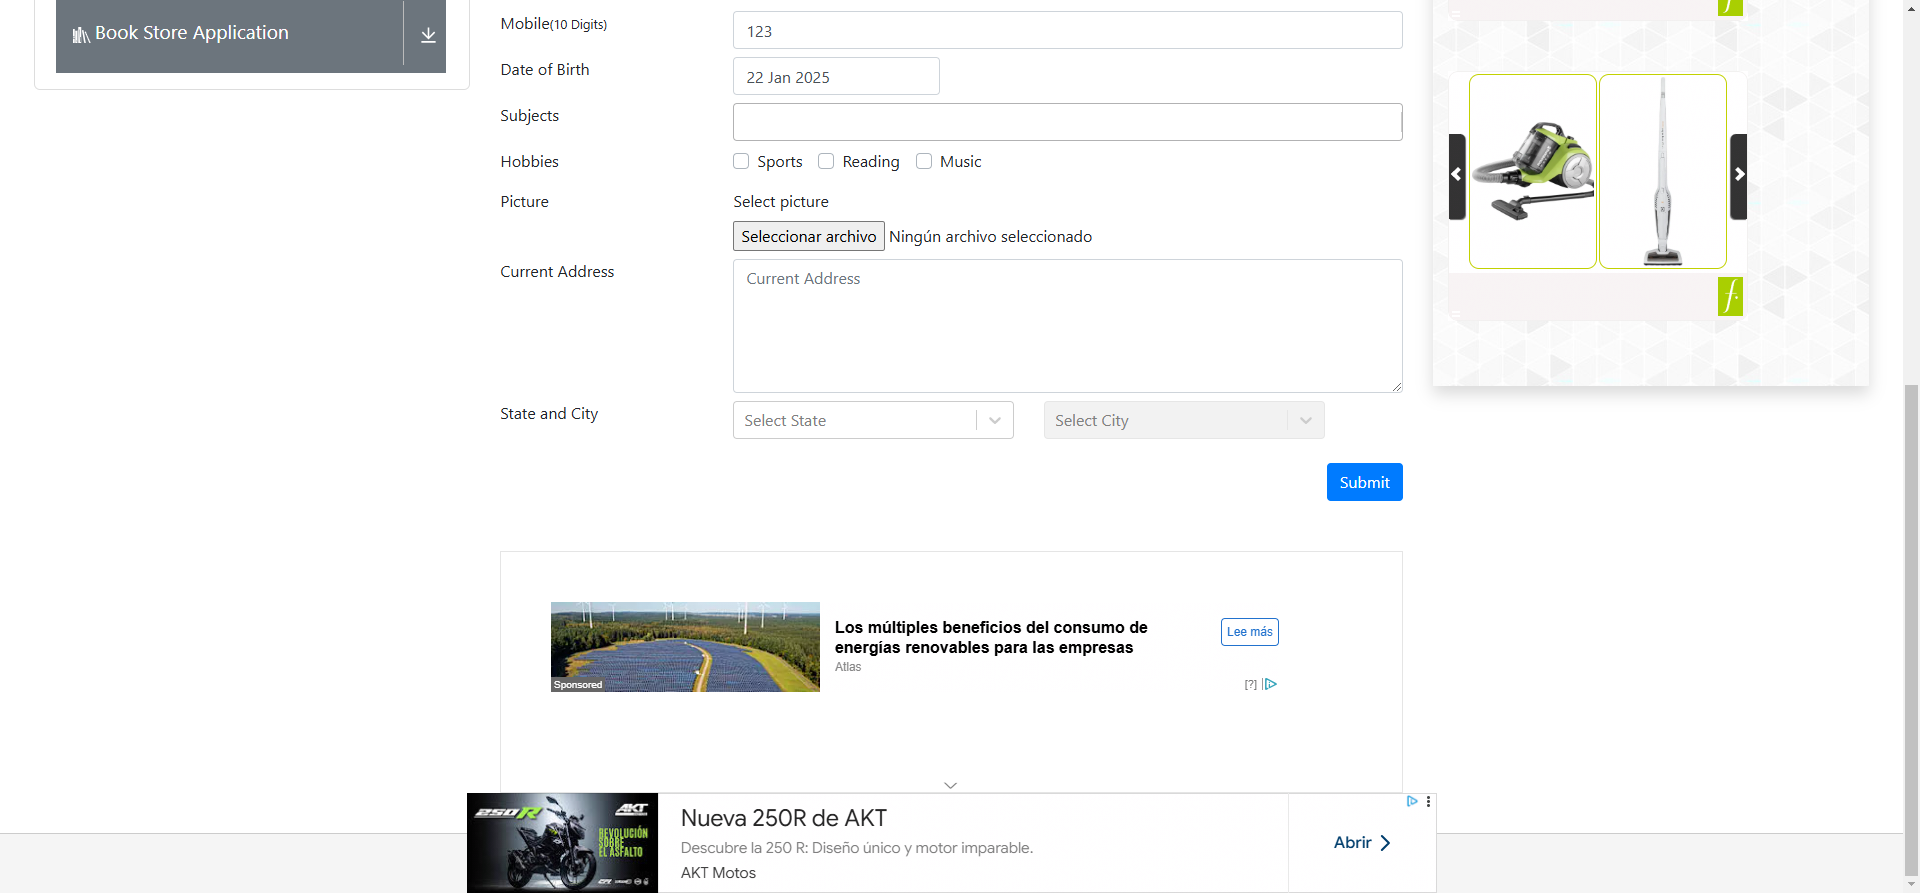 Book Store Application
Mobile(10 Digits)
123
Date of Birth
22 Jan 2025
Subjects
Hobbies
Sports
Reading
Music
Picture
Select picture
Seleccionar archivo
Ningún archivo seleccionado
Current Address
Current Address
State and City
Select State
Select City
Submit
Sponsored
Los múltiples beneficios del consumo de
energías renovables para las empresas
Atlas
Lee más
[?]
250R
AKT
REVOLUCIÓN
SOBRE
EL ASFALTO
Nueva 250R de AKT
Descubre la 250 R: Diseño único y motor imparable.
AKT Motos
Abrir
f.